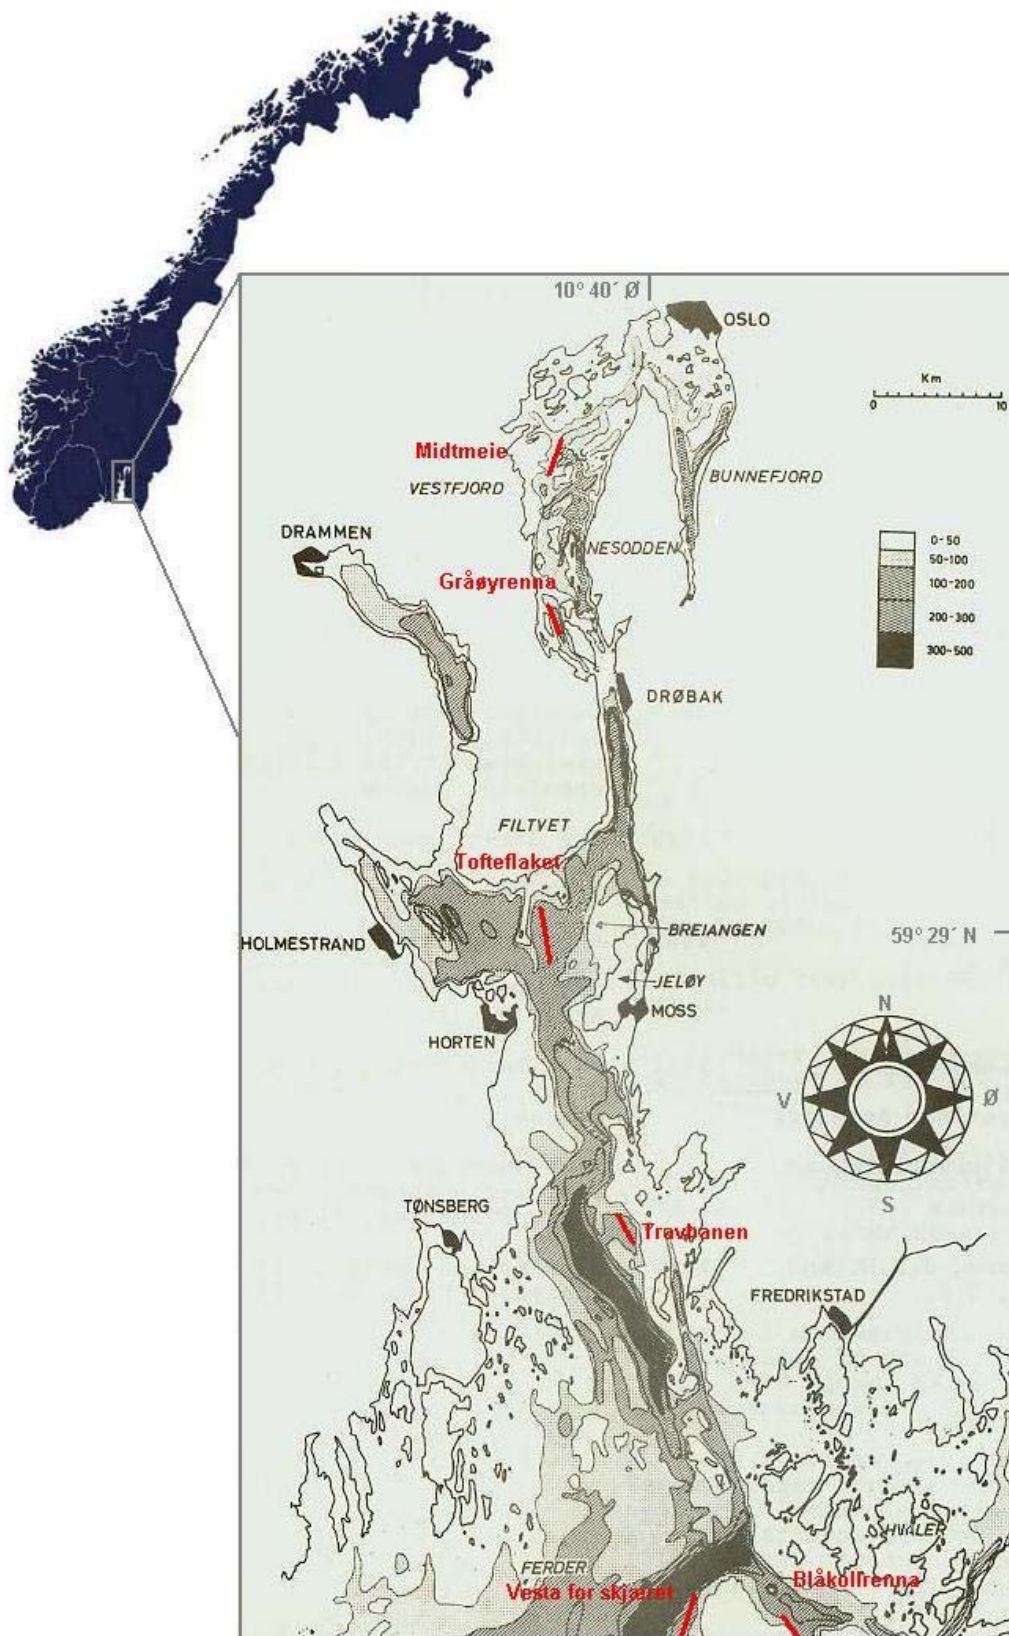 10° 40' Ø
OSLO
Km
0 10
Midtmeie
VESTFJORD
BUNNEFJORD
DRAMMEN
NESODDEN
0-50
50-100
100-200
200-300
300-500
Gråøyrenna
DRØBAK
FILTVET
Tofteflaket
HOLMESTRAND
BREIANGEN
59° 29' N
JELØY
MOSS
HORTEN
N
V
Ø
S
TØNSBERG
Travbanen
FREDRIKSTAD
HVALER
FERDER
Vesta for skjæret
Blåkollrenna